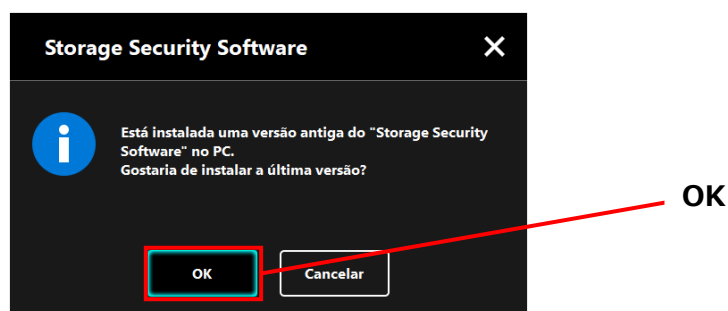 Storage Security Software
Está instalada uma versão antiga do "Storage Security
Software" no PC.
Gostaria de instalar a última versão?
OK
OK
Cancelar